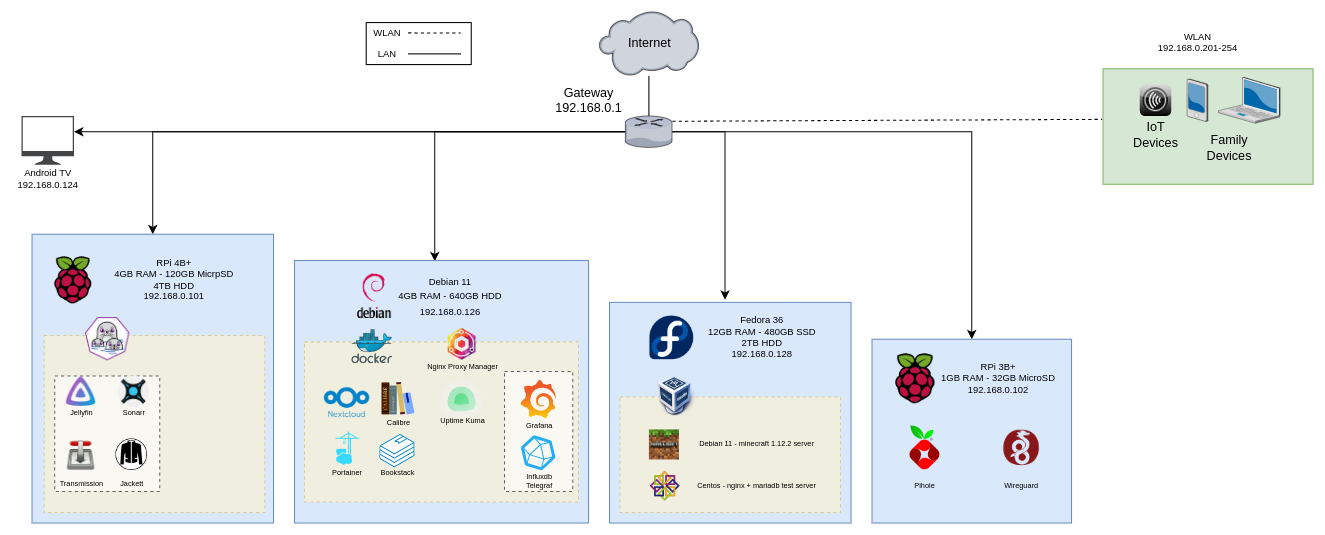 WLAN
LAN
Internet
Gateway
192.168.0.1
WLAN
192.168.0.201-254
IoT
Devices
Family
Devices
Android TV
192.168.0.124
RPi 4B+
4GB RAM - 120GB MicrpSD
4TB HDD
192.168.0.101
Jellyfin
Sonarr
Transmission
Jackett
debian
Debian 11
4GB RAM - 640GB HDD
192.168.0.126
docker
Nginx Proxy Manager
Nextcloud
CALIBRE
Calibre
Uptime Kuma
Grafana
Portainer
Bookstack
Influxdb
Telegraf
Fedora 36
12GB RAM - 480GB SSD
2TB HDD
192.168.0.128
Debian 11 - minecraft 1.12.2 server
Centos - nginx + mariadb test server
RPi 3B+
1GB RAM - 32GB MicroSD
192.168.0.102
Pihole
Wireguard